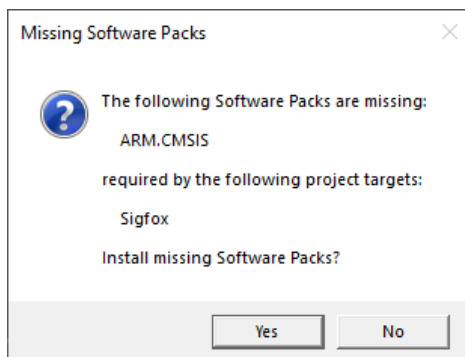 Missing Software Packs
The following Software Packs are missing:
ARM.CMSIS
required by the following project targets:
Sigfox
Install missing Software Packs?
Yes No